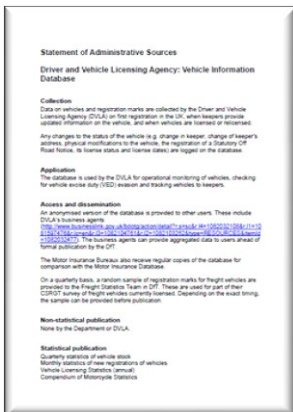 Statement of Administrative Sources
Driver and Vehicle Licensing Agency: Vehicle Information
Database
Collection
Data on vehicles and registration marks are collected by the Driver and Vehicle
Licensing Agency (DVLA) on first registration in the UK, when keepers provide
updated information on the vehicle, and when vehicles are licensed or relicensed.
Any changes to the status of the vehicle (e.g. change in keeper, change of keeper's
address, physical modifications to the vehicle, the registration of a Statutory Off
Road Notice, its license status and license dates) are logged on the database.
Application
The database is used by the DVLA for operational monitoring of vehicles, checking
for vehicle excise duty (VED) evasion and tracking vehicles to keepers.
Access and dissemination
An anonymised version of the database is provided to other users. These include
DVLA's business agents
The business agents can provide aggregated data to users ahead of
formal publication by the DfT.
The Motor Insurance Bureaux also receive regular copies of the database for
comparison with the Motor Insurance Database.
On a quarterly basis, a random sample of registration marks for freight vehicles are
provided to the Freight Statistics Team in DfT. These are used for part of their
CSRGT survey of freight vehicles currently licensed. Depending on the exact timing,
the sample can be provided before publication.
Non-statistical publication
None by the Department or DVLA.
Statistical publication
Quarterly statistics of vehicle stock
Monthly statistics of new registrations of vehicles
Vehicle Licensing Statistics (annual)
Compendium of Motorcycle Statistics